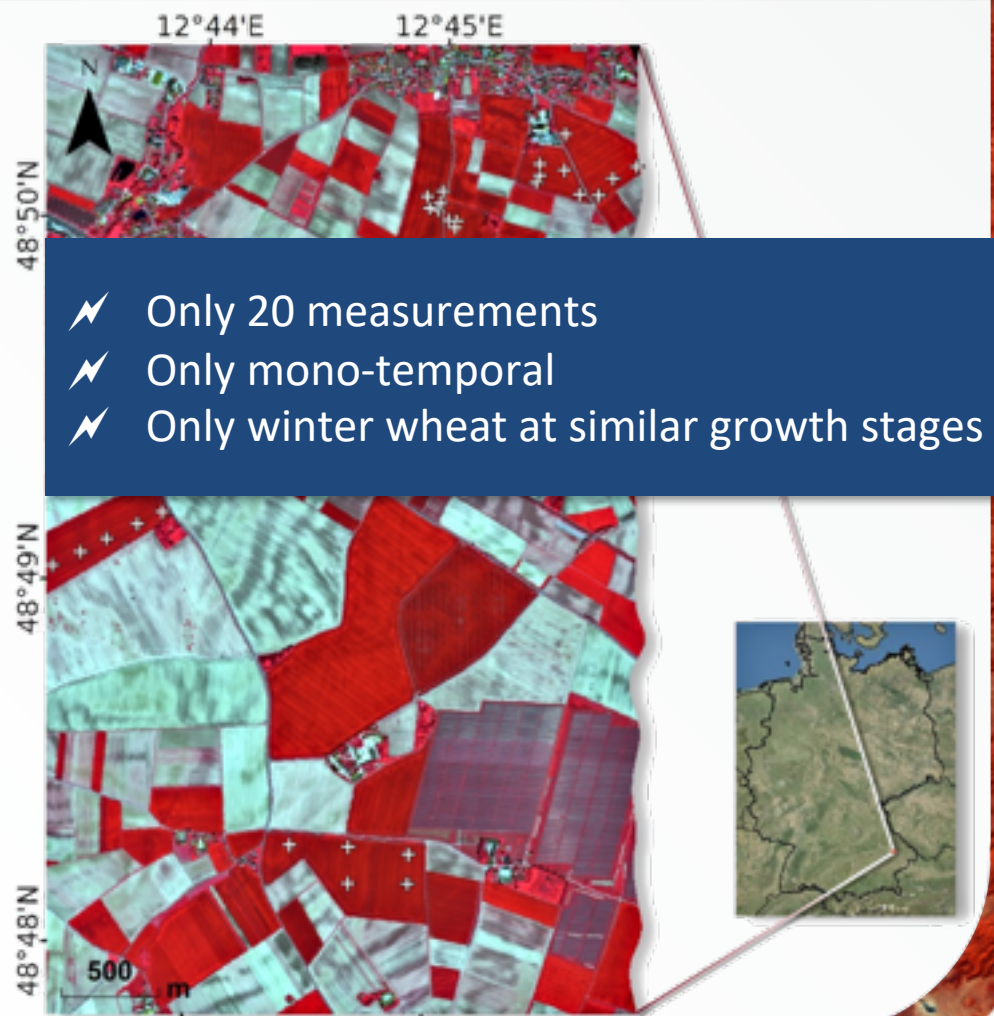 12°44'E 12°45'E
N
48°50'N
Only 20 measurements
Only mono-temporal
Only winter wheat at similar growth stages
48°49'N
48°48'N
500 m